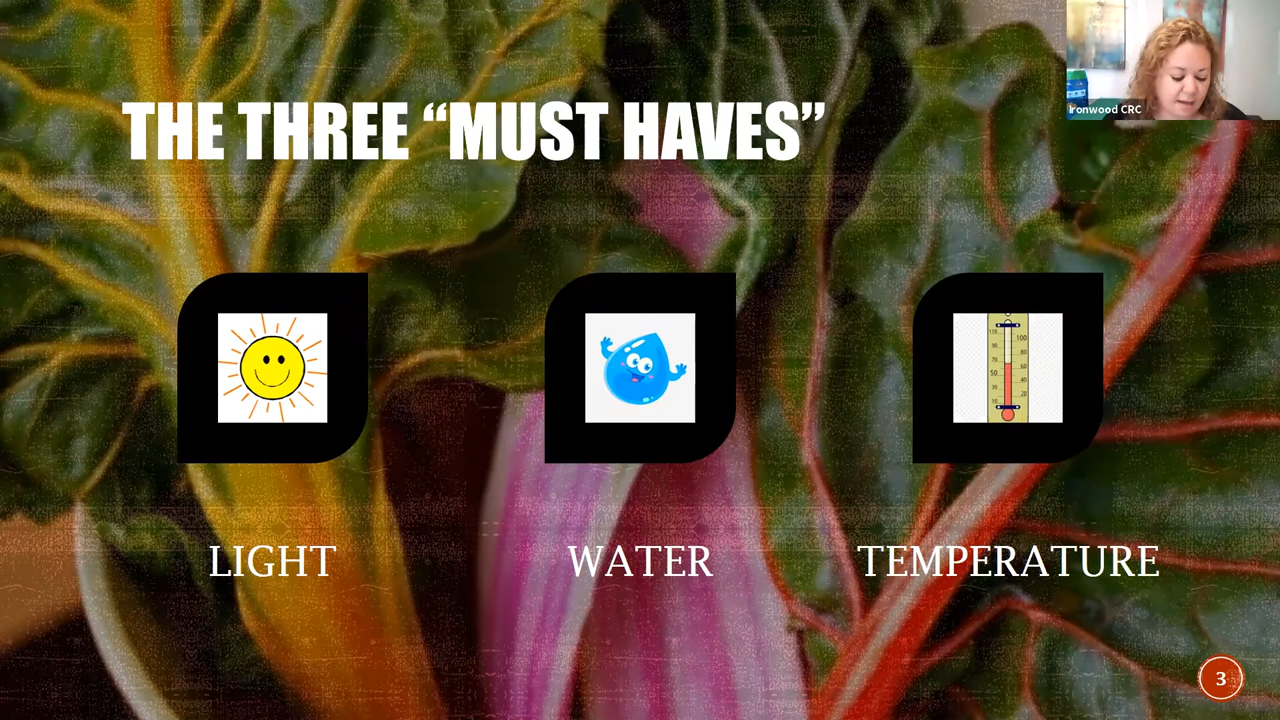 THE THREE “MUST HAVES”
Ironwood CRC
LIGHT
WATER
TEMPERATURE
3